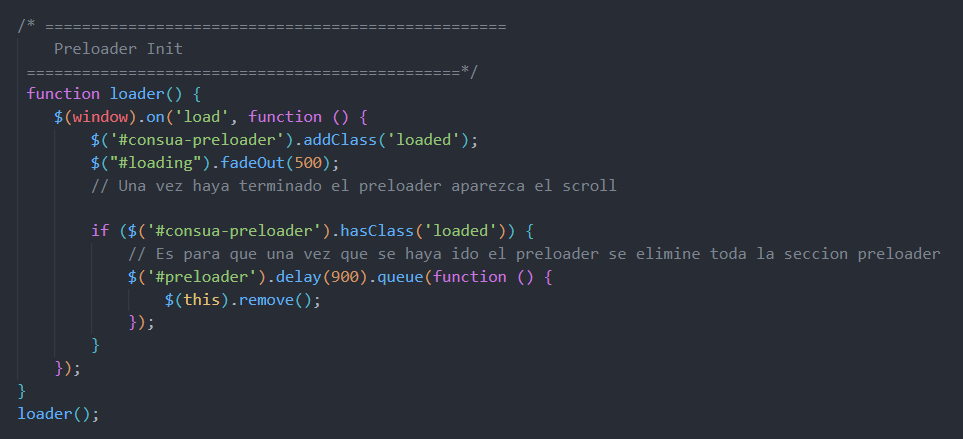 /* ==================================================
    Preloader Init
 ===============================================*/
 function loader() {
    $(window).on('load', function () {
        $('#consua-preloader').addClass('loaded');
        $("#loading").fadeOut(500);
        // Una vez haya terminado el preloader aparezca el scroll

        if ($('#consua-preloader').hasClass('loaded')) {
            // Es para que una vez que se haya ido el preloader se elimine toda la seccion preloader
            $('#preloader').delay(900).queue(function () {
                $(this).remove();
            });
        }
    });
}
loader();